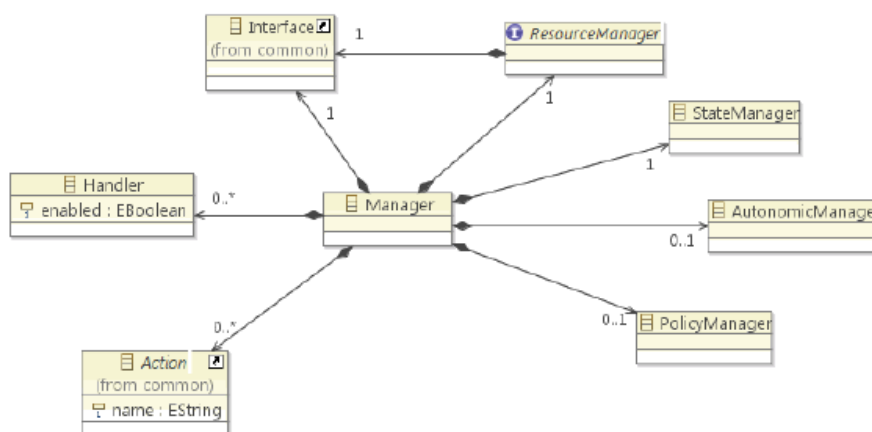 Interface
(from common)
1
ResourceManager
1
1
StateManager
1
Handler
enabled : EBoolean
0..*
Manager
AutonomicManage
0..1
0..*
0..1
PolicyManager
Action
(from common)
name : EString